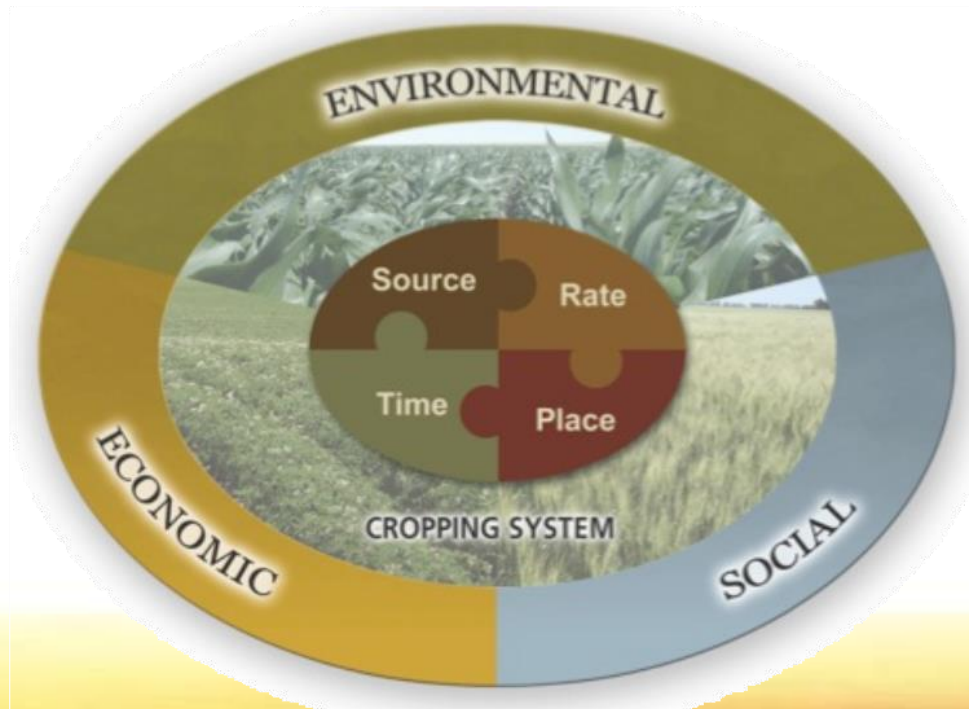 ENVIRONMENTAL
Source
Rate
Time
Place
CROPPING SYSTEM
ECONOMIC
SOCIAL